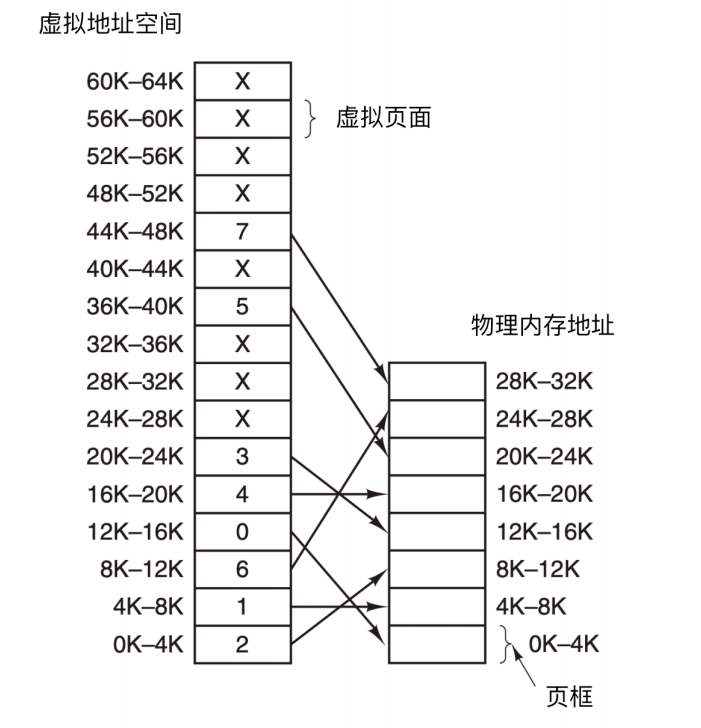 虚拟地址空间
60K–64K X
56K–60K X 虚拟页面
52K–56K X
48K–52K X
44K–48K 7
40K–44K X
36K–40K 5
物理内存地址
32K–36K X
28K–32K X 28K–32K
24K–28K X 24K–28K
20K–24K 3 20K–24K
16K–20K 4 16K–20K
12K–16K 0 12K–16K
8K–12K 6 8K–12K
4K–8K 1 4K–8K
0K–4K 2 0K–4K
页框